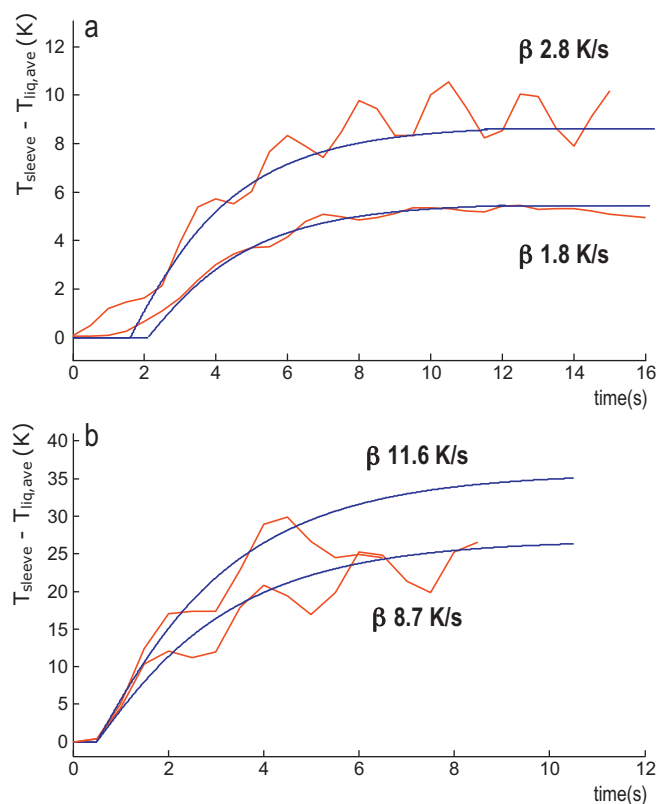 a
T_sleeve - T_liq,ave (K)
12
10
8
6
4
2
0
β 2.8 K/s
β 1.8 K/s
0 2 4 6 8 10 12 14 16
time(s)
b
T_sleeve - T_liq,ave (K)
40
35
30
25
20
15
10
5
0
β 11.6 K/s
β 8.7 K/s
0 2 4 6 8 10 12
time(s)